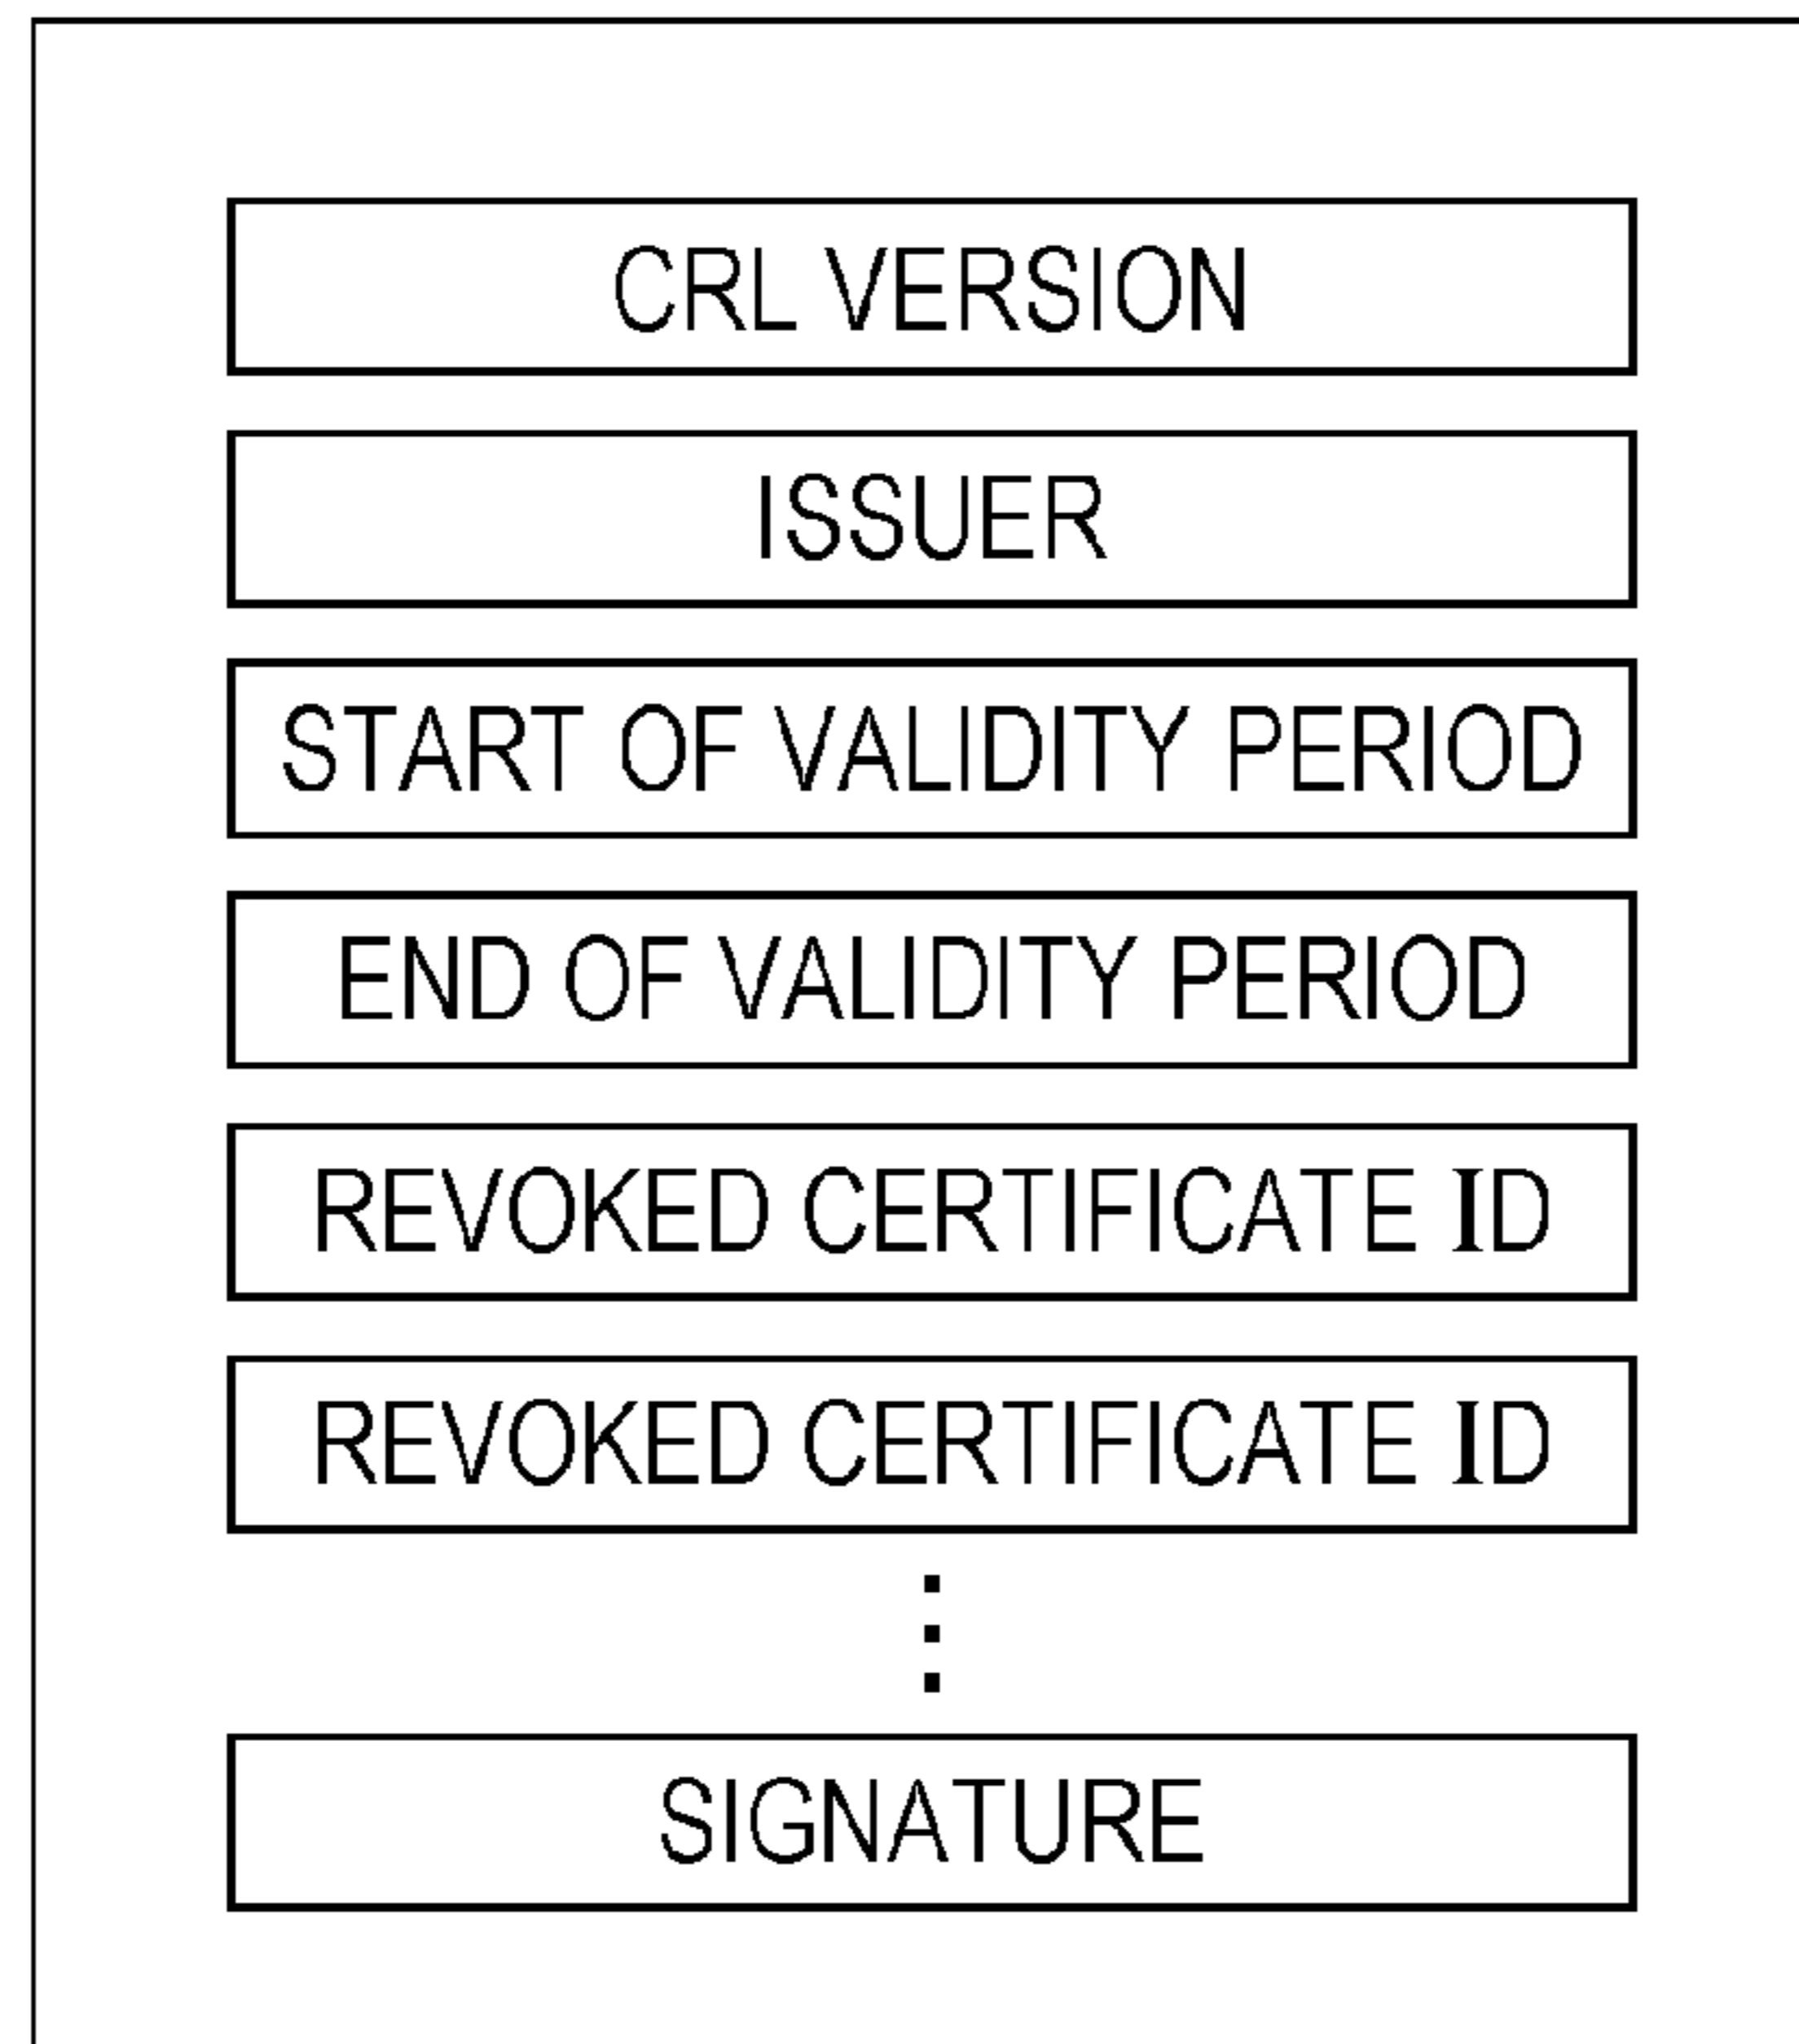 CRL VERSION
ISSUER
START OF VALIDITY PERIOD
END OF VALIDITY PERIOD
REVOKED CERTIFICATE ID
REVOKED CERTIFICATE ID
SIGNATURE